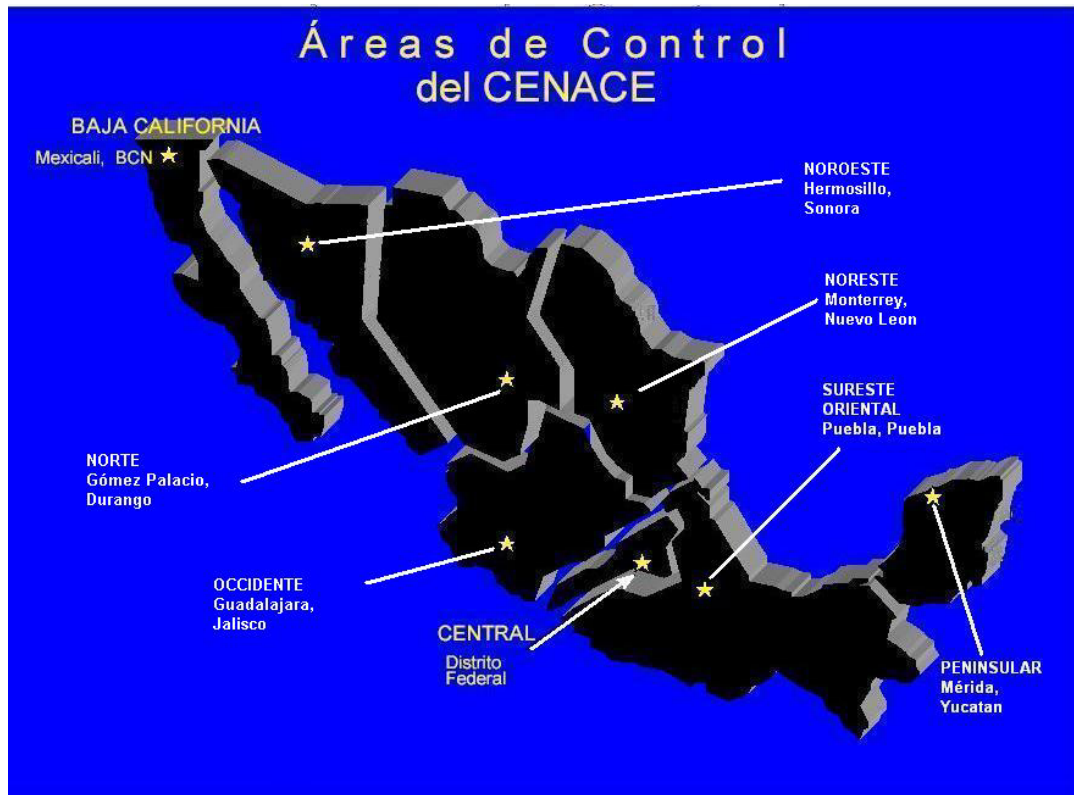 Áreas de Control
del CENACE
BAJA CALIFORNIA
Mexicali, BCN
NOROESTE
Hermosillo,
Sonora
NORESTE
Monterrey,
Nuevo Leon
SURESTE
ORIENTAL
Puebla, Puebla
NORTE
Gómez Palacio,
Durango
OCCIDENTE
Guadalajara,
Jalisco
CENTRAL
Distrito
Federal
PENINSULAR
Mérida,
Yucatan